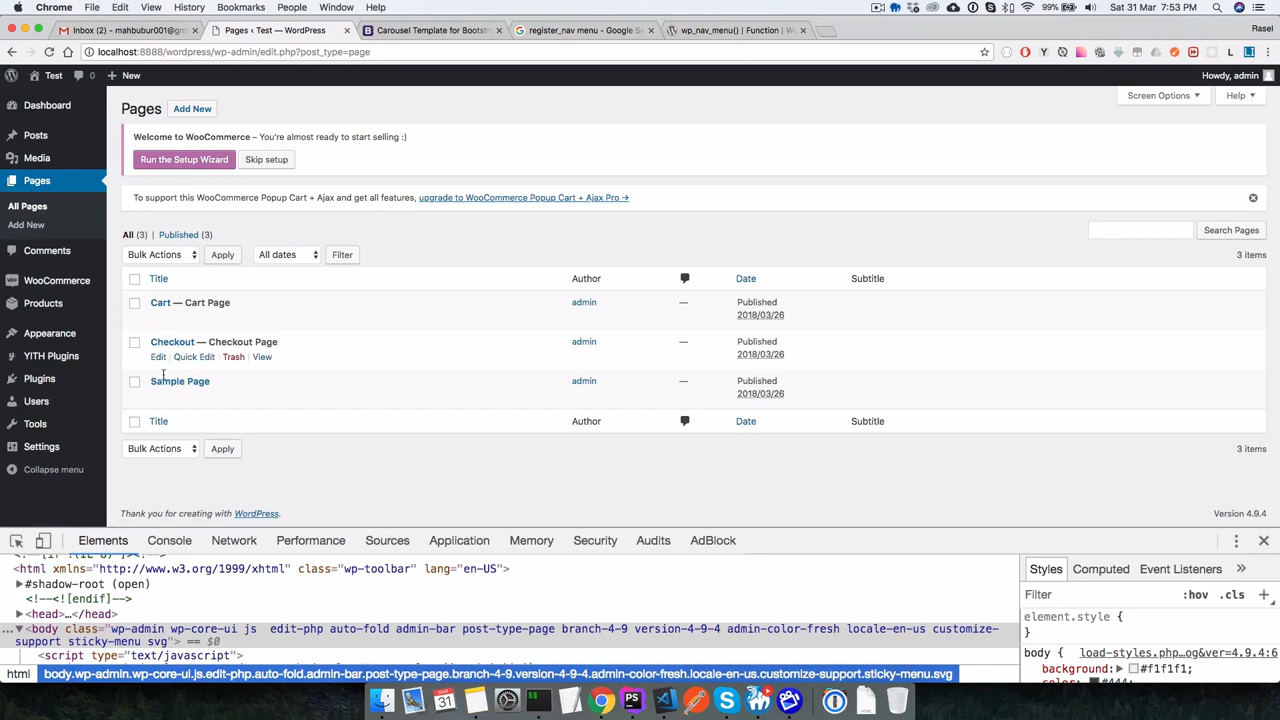 Chrome File Edit View History Bookmarks People Window Help 99% Sat 31 Mar 7:53 PM
Inbox (2) - mahbubur001@gm Pages ‹ Test — WordPress Carousel Template for Bootstra register_nav menu - Google Se wp_nav_menu() | Function | W Rasel
localhost:8888/wordpress/wp-admin/edit.php?post_type=page
Test 0 New Howdy, admin
Dashboard
Posts
Media
Pages
All Pages
Add New
Comments
WooCommerce
Products
Appearance
YITH Plugins
Plugins
Users
Tools
Settings
Collapse menu
Pages Add New Screen Options Help
Welcome to WooCommerce – You're almost ready to start selling :)
Run the Setup Wizard Skip setup
To support this WooCommerce Popup Cart + Ajax and get all features, upgrade to WooCommerce Popup Cart + Ajax Pro →
All (3) | Published (3) Search Pages
Bulk Actions Apply All dates Filter 3 items
Title Author Date Subtitle
Cart — Cart Page admin — Published
2018/03/26
Checkout — Checkout Page admin — Published
Edit Quick Edit Trash View 2018/03/26
Sample Page admin — Published
2018/03/26
Title Author Date Subtitle
Bulk Actions Apply 3 items
Thank you for creating with WordPress. Version 4.9.4
Elements Console Network Performance Memory Sources Application Security Audits AdBlock
<html xmlns="http://www.w3.org/1999/xhtml" class="wp-toolbar" lang="en-US">
#shadow-root (open)
<!--<![endif]-->
<head>…</head>
… <body class="wp-admin wp-core-ui js edit-php auto-fold admin-bar post-type-page branch-4-9 version-4-9-4 admin-color-fresh locale-en-us customize-
support sticky-menu svg"> == $0
<script type="text/javascript">
html body.wp-admin.wp-core-ui.js.edit-php.auto-fold.admin-bar.post-type-page.branch-4-9.version-4-9-4.admin-color-fresh.locale-en-us.customize-support.sticky-menu.svg
Styles Computed Event Listeners »
Filter :hov .cls +
element.style {
}
body { load-styles.php…og&ver=4.9.4:6
background: #f1f1f1;